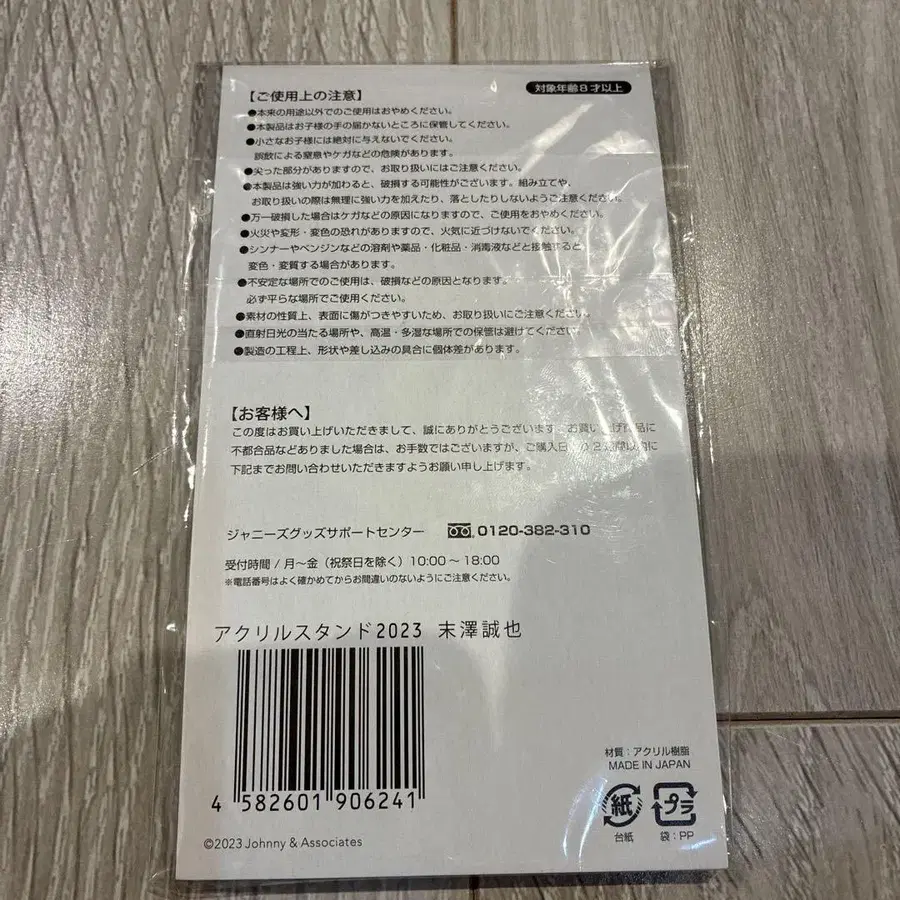 【ご使用上の注意】
対象年齢8才以上
●本来の用途以外でのご使用はおやめください。
●本製品はお子様の手の届かないところに保管してください。
●小さなお子様には絶対に与えないでください。
誤飲による窒息やケガなどの危険があります。
●尖った部分がありますので、お取り扱いにはご注意ください。
●本製品は強い力が加わると、破損する可能性がございます。組み立てや、
お取り扱いの際は無理に強い力を加えたり、落としたりしないようご注意ください。
●万一破損した場合はケガなどの原因になりますので、ご使用をおやめください。
●火災や変形・変色の恐れがありますので、火気に近づけないでください。
●シンナーやベンジンなどの溶剤や薬品・化粧品・消毒液などと接触すると、
変色・変質する場合があります。
●不安定な場所でのご使用は、破損などの原因となります。
必ず平らな場所でご使用ください。
●素材の性質上、表面に傷がつきやすいため、お取り扱いにご注意ください。
●直射日光の当たる場所や、高温・多湿な場所での保管は避けてください。
●製造の工程上、形状や差し込みの具合に個体差があります。
【お客様へ】
この度はお買い上げいただきまして、誠にありがとうございます。お買い上げ商品に
不都合品などありました場合は、お手数ではございますが、ご購入日の2週間以内に
下記までお問い合わせいただきますようお願い申し上げます。
ジャニーズグッズサポートセンター 0120-382-310
受付時間 / 月～金(祝祭日を除く) 10:00～18:00
※電話番号はよく確かめてからお間違いのないようにご注意ください。
アクリルスタンド2023 末澤誠也
4 582601 906241
材質:アクリル樹脂
MADE IN JAPAN
紙 プラ
台紙 袋:PP
©2023 Johnny & Associates